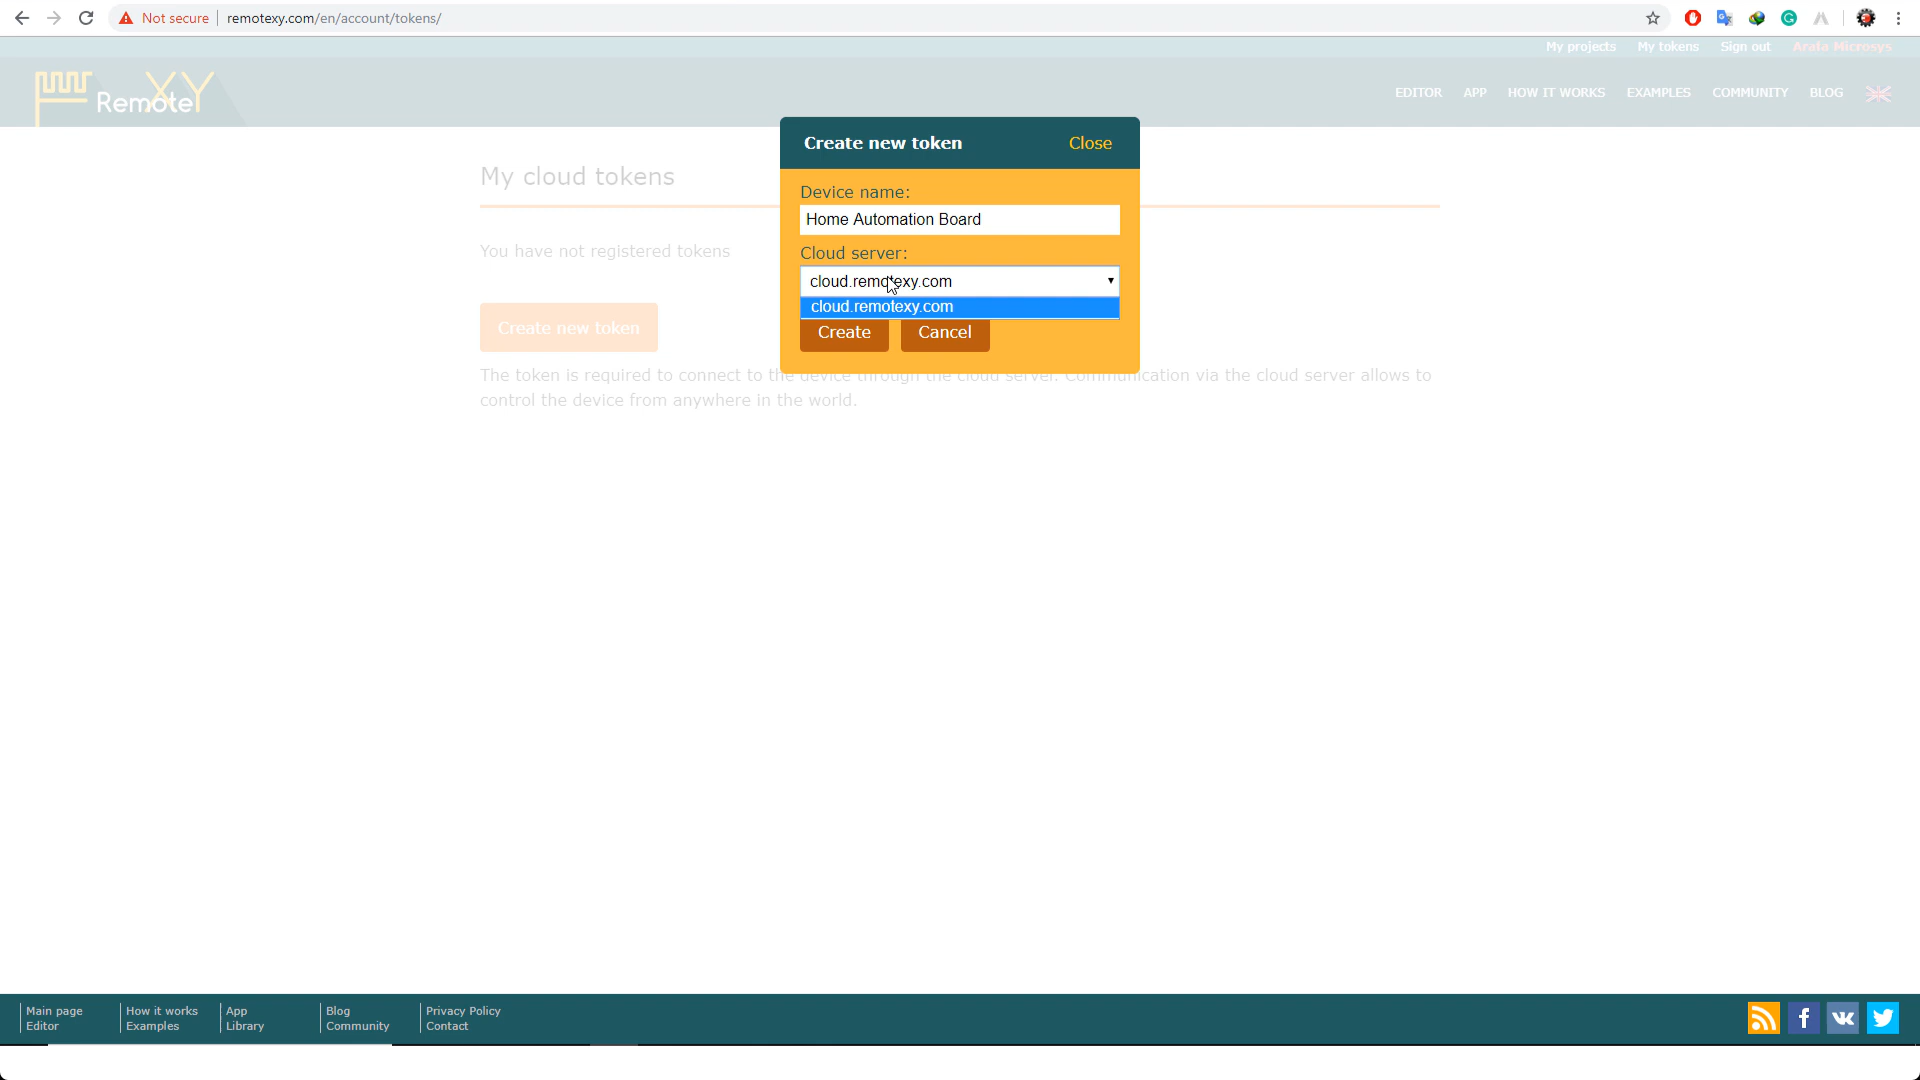 Not secure
remotexy.com/en/account/tokens/
My projects
My tokens
Sign out
Arafa Microsys
RemoteXY
EDITOR
APP
HOW IT WORKS
EXAMPLES
COMMUNITY
BLOG
Create new token
Close
My cloud tokens
Device name:
Home Automation Board
You have not registered tokens
Cloud server:
cloud.remotexy.com
cloud.remotexy.com
Create new token
Create
Cancel
The token is required to connect to the device through the cloud server. Communication via the cloud server allows to
control the device from anywhere in the world.
Main page
Editor
How it works
Examples
App
Library
Blog
Community
Privacy Policy
Contact